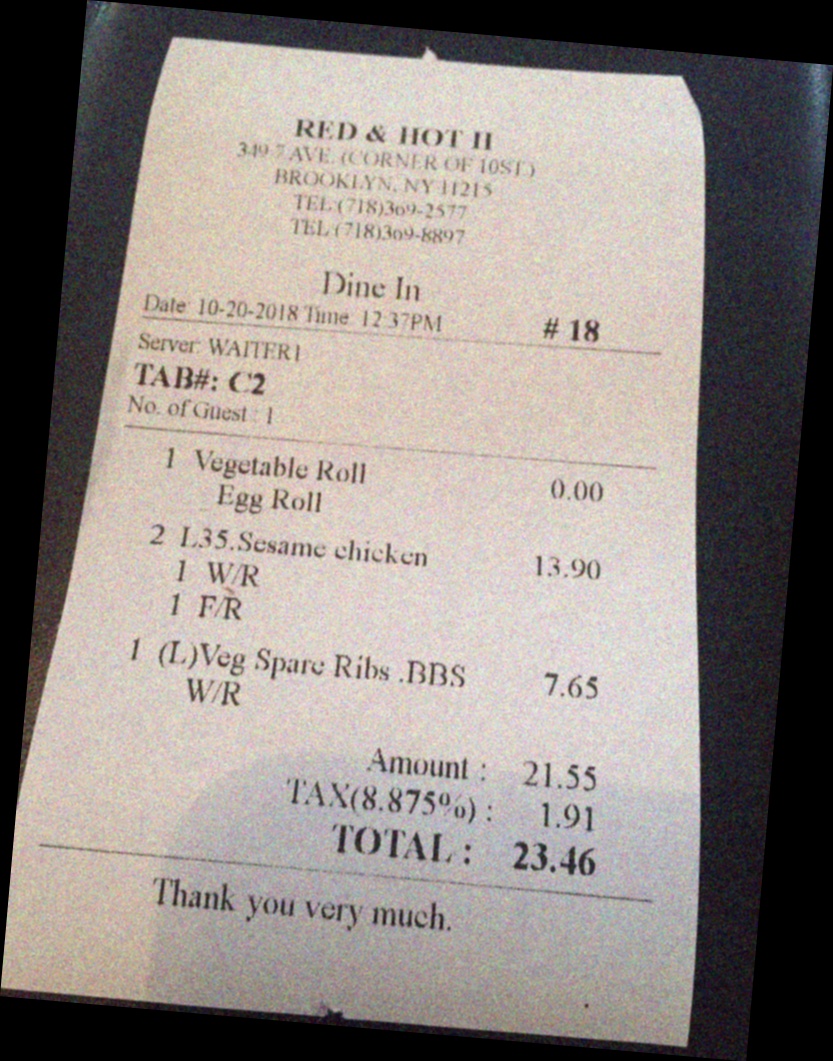 RED & HOT II
349 7 AVE. (CORNER OF 10ST.)
BROOKLYN, NY 11215
TEL:(718)369-2577
TEL:(718)369-8897
Dine In
Date: 10-20-2018 Time: 12:37PM # 18
Server: WAITER1
TAB#: C2
No. of Guest : 1
1 Vegetable Roll 0.00
Egg Roll
2 L35.Sesame chicken 13.90
1 W/R
1 F/R
1 (L)Veg Spare Ribs .BBS 7.65
W/R
Amount : 21.55
TAX(8.875%) : 1.91
TOTAL : 23.46
Thank you very much.